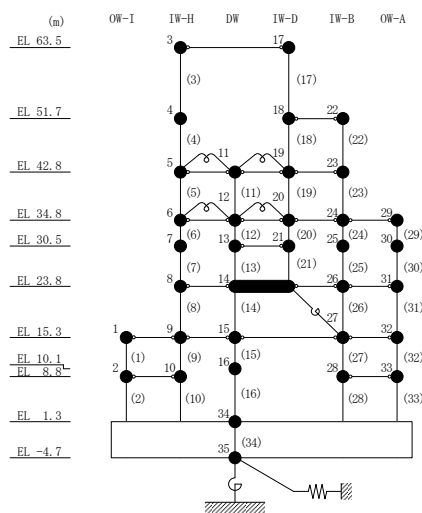 (m) OW-I IW-H DW IW-D IW-B OW-A
EL 63.5 3 17
(3) (17)
EL 51.7 4 18 22
(4) (18) (22)
11 19
EL 42.8 5 23
(5) (11) (19) (23)
12 20
EL 34.8 6 24 29
(6) (12) (20) (24) (29)
EL 30.5 7 13 21 25 30
(7) (13) (21) (25) (30)
EL 23.8 8 14 26 31
(8) (14) (26) (31)
27
EL 15.3 1 9 15 32
(1) (9) (15) (27) (32)
EL 10.1 16
EL 8.8 2 10 28 33
(2) (10) (16) (28) (33)
EL 1.3 34
(34)
EL -4.7 35